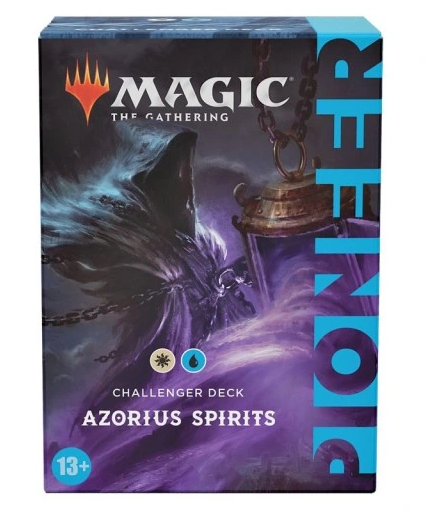 MAGIC
THE GATHERING
PIONEER
CHALLENGER DECK
AZORIUS SPIRITS
13+